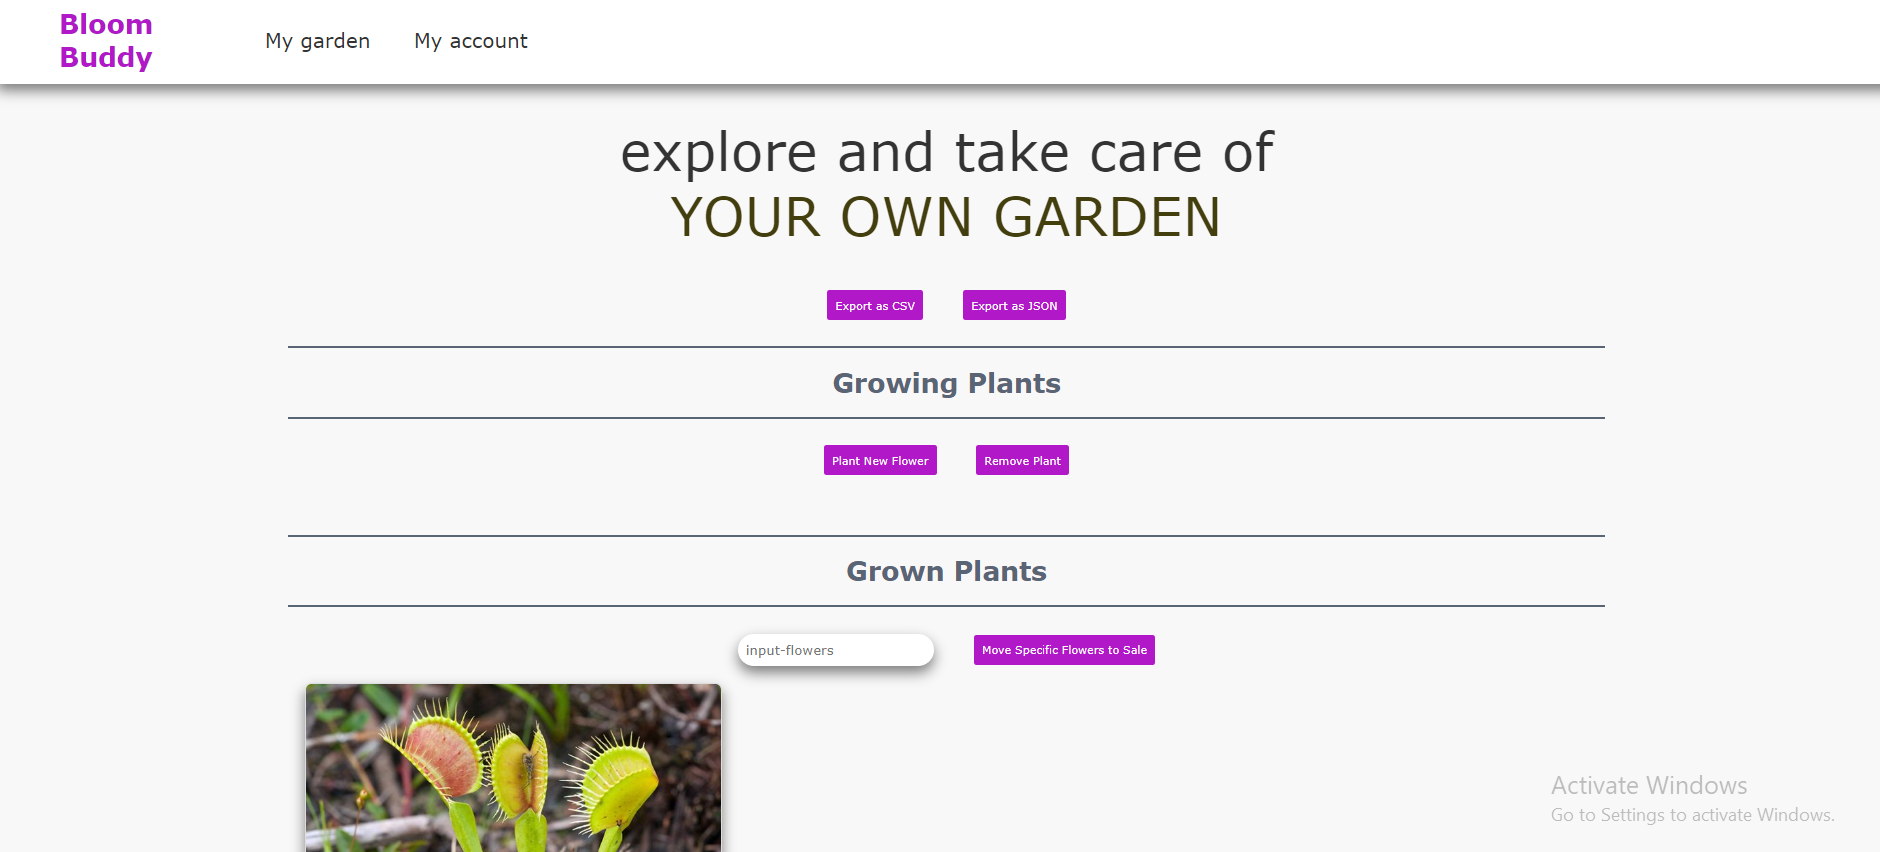 Bloom
Buddy
My garden
My account
explore and take care of
YOUR OWN GARDEN
Export as CSV
Export as JSON
Growing Plants
Plant New Flower
Remove Plant
Grown Plants
input-flowers
Move Specific Flowers to Sale
Activate Windows
Go to Settings to activate Windows.